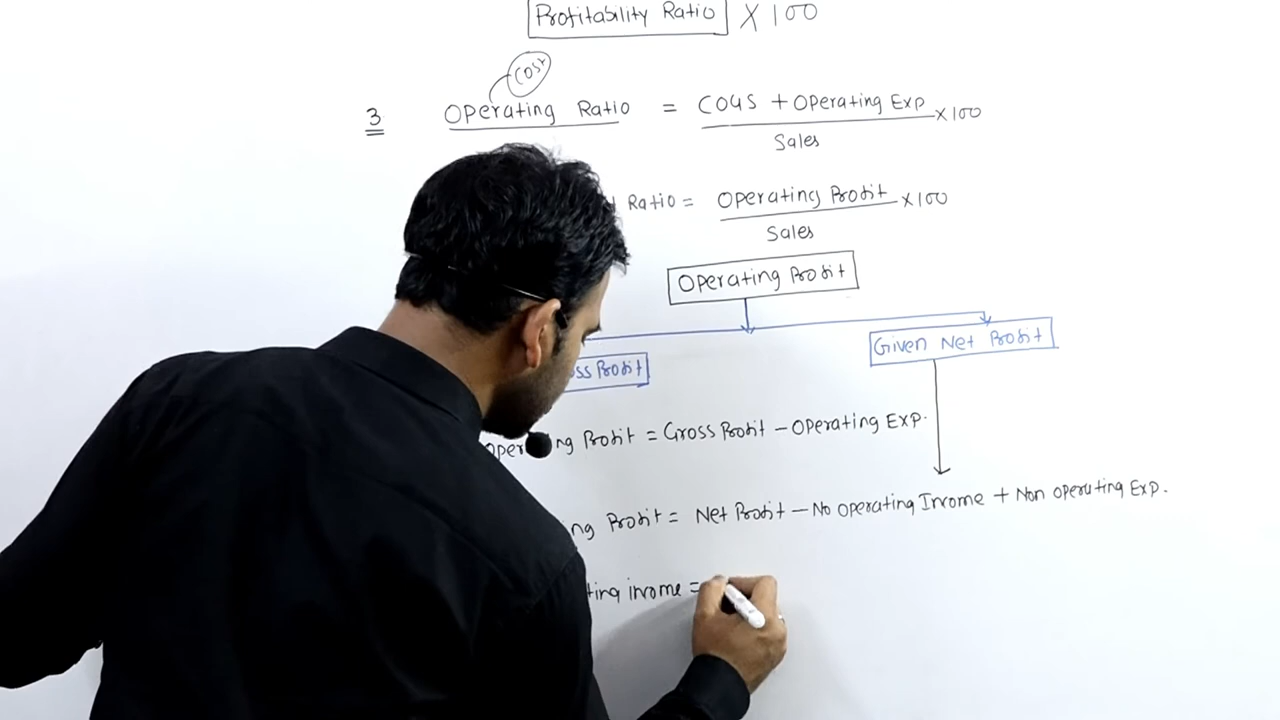 Profitability Ratio × 100
Cost
3 Operating Ratio = COGS + Operating Exp × 100
Sales
Ratio = Operating Profit × 100
Sales
Operating Profit
Given Net Profit
Profit
Profit = Gross Profit - Operating Exp.
Profit = Net Profit - No operating Income + Non operating Exp.
income =